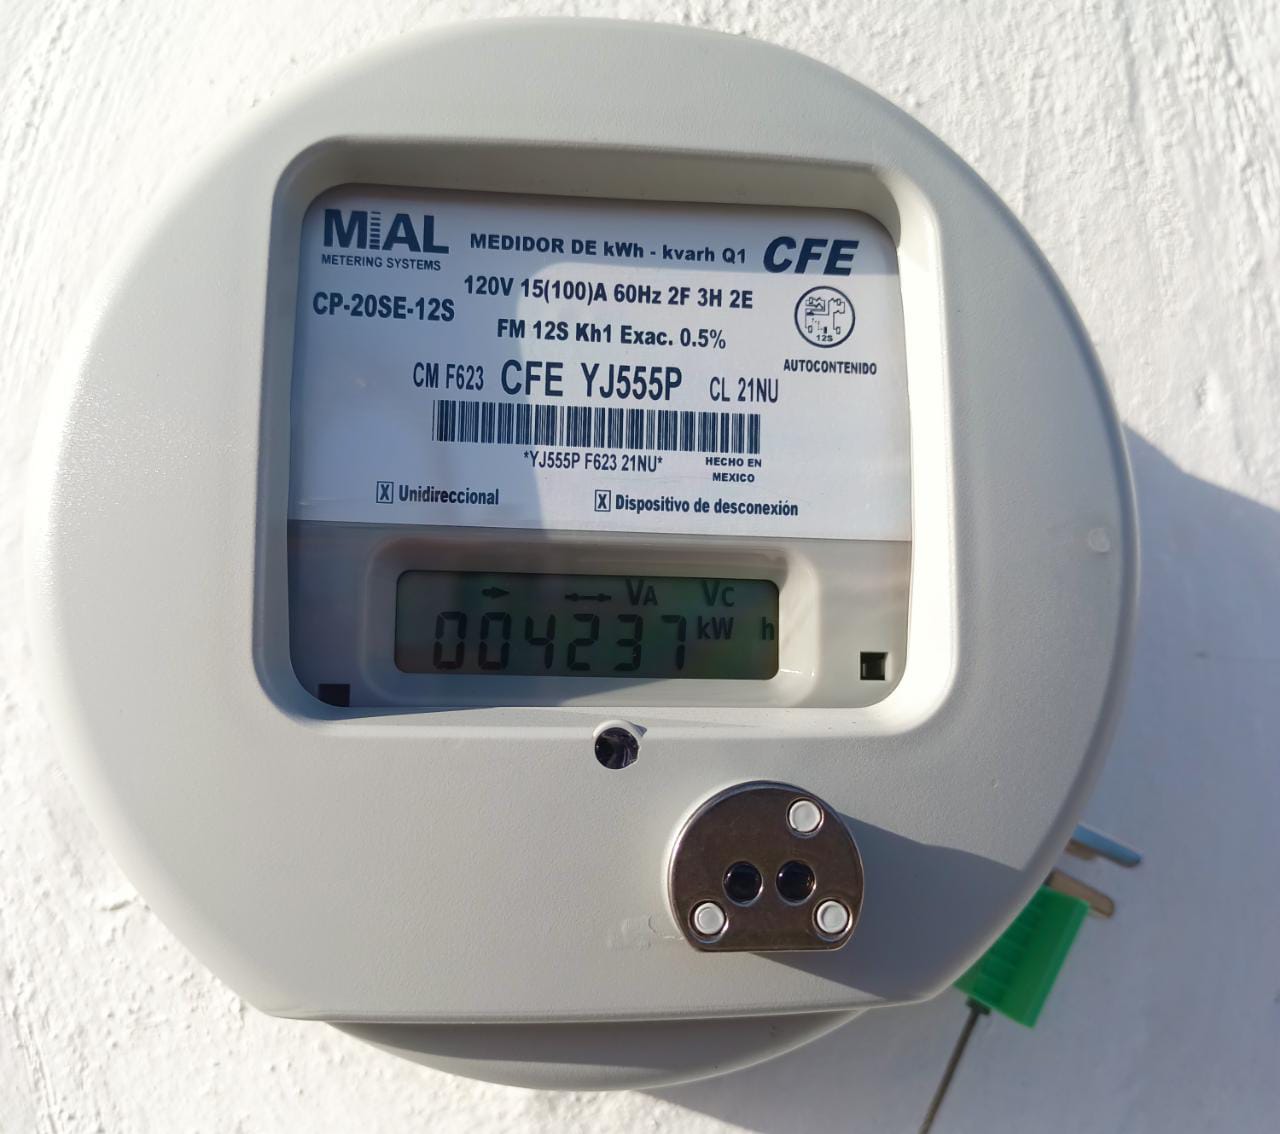 MIAL
METERING SYSTEMS
MEDIDOR DE kWh - kvarh Q1
CFE
120V 15(100)A 60Hz 2F 3H 2E
CP-20SE-12S
FM 12S Kh1 Exac. 0.5%
12S
AUTOCONTENIDO
CM F623 CFE YJ555P CL 21NU
*YJ555P F623 21NU*
HECHO EN
MEXICO
X Unidireccional
X Dispositivo de desconexión
VA VC
004237 kW h